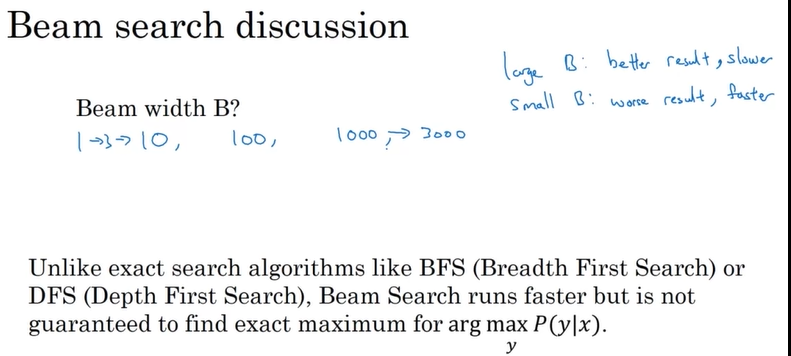 Beam search discussion
large B: better result, slower
small B: worse result, faster
Beam width B?
1→3→10, 100, 1000, → 3000
Unlike exact search algorithms like BFS (Breadth First Search) or
DFS (Depth First Search), Beam Search runs faster but is not
guaranteed to find exact maximum for arg max P(y|x).
y